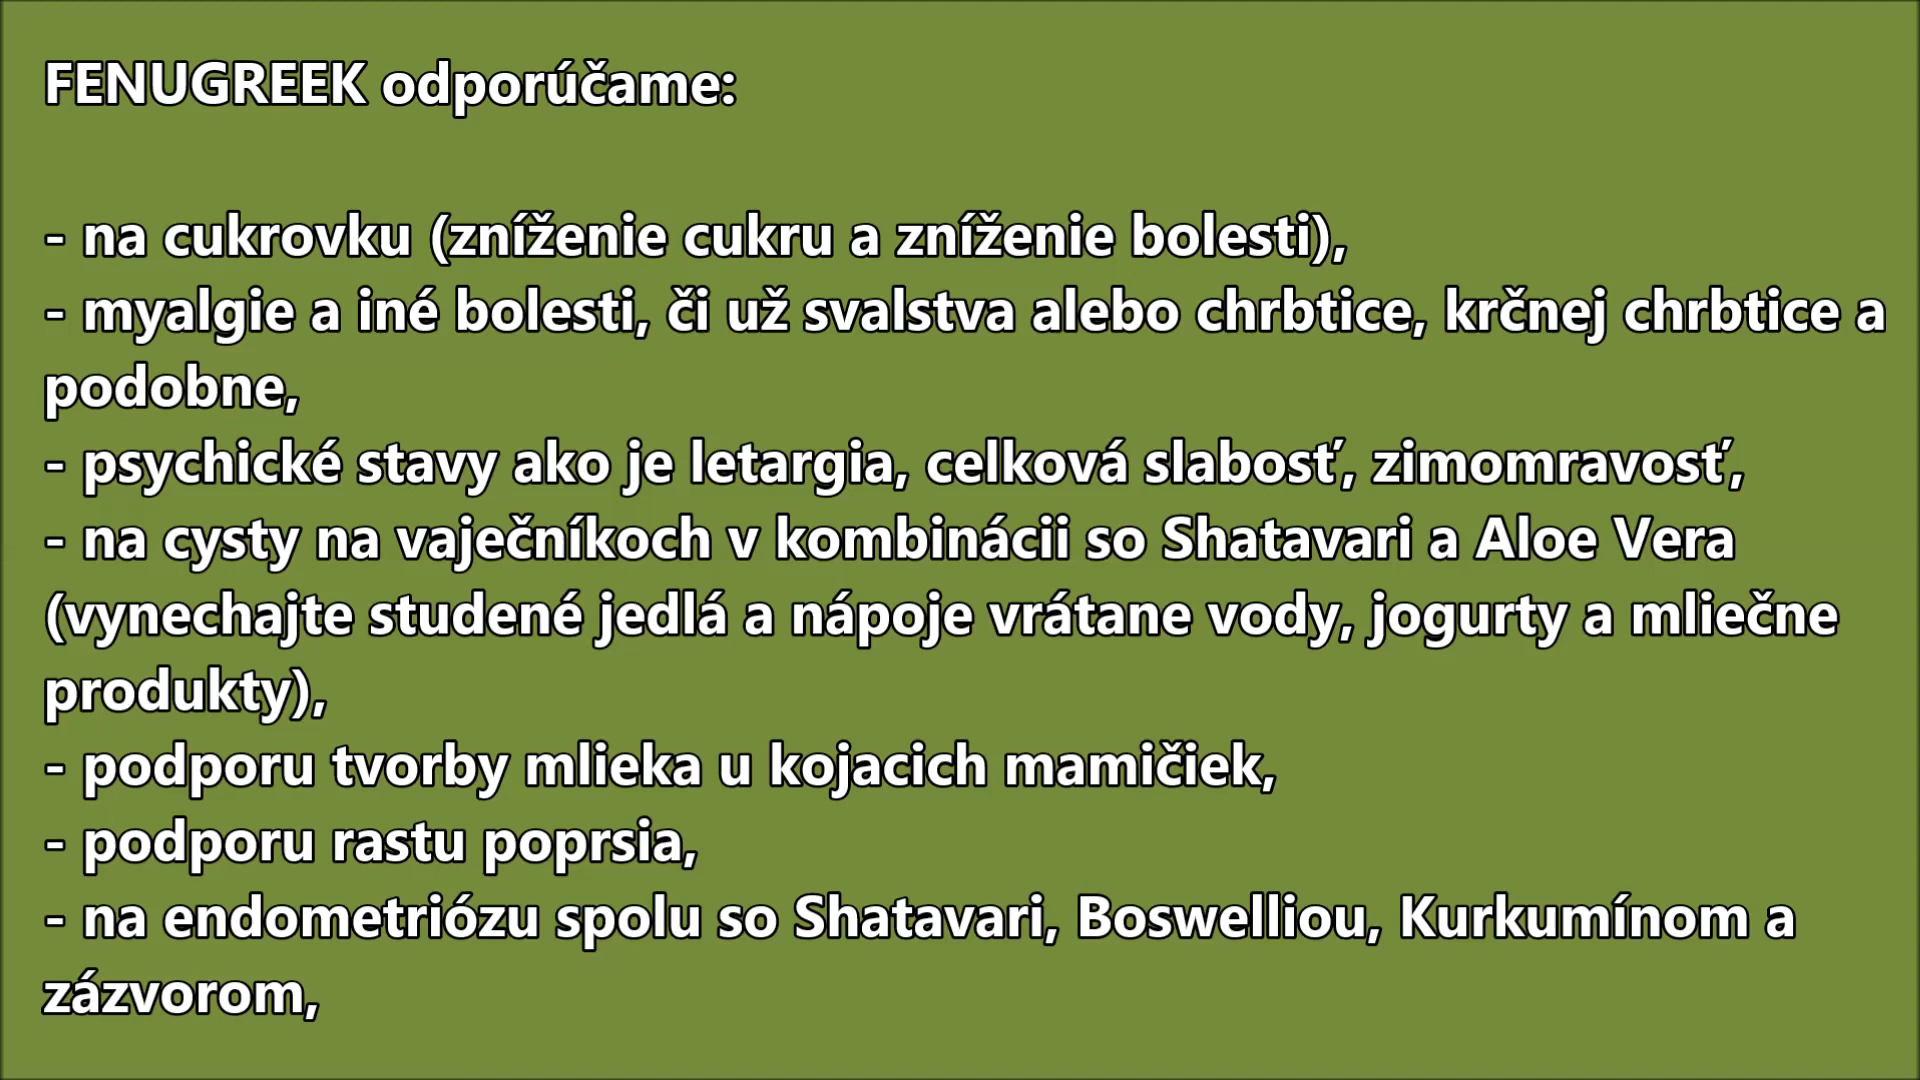 FENUGREEK odporúčame:
- na cukrovku (zníženie cukru a zníženie bolesti),
- myalgie a iné bolesti, či už svalstva alebo chrbtice, krčnej chrbtice a
podobne,
- psychické stavy ako je letargia, celková slabosť, zimomravosť,
- na cysty na vaječníkoch v kombinácii so Shatavari a Aloe Vera
(vynechajte studené jedlá a nápoje vrátane vody, jogurty a mliečne
produkty),
- podporu tvorby mlieka u kojacich mamičiek,
- podporu rastu poprsia,
- na endometriózu spolu so Shatavari, Boswelliou, Kurkumínom a
zázvorom,